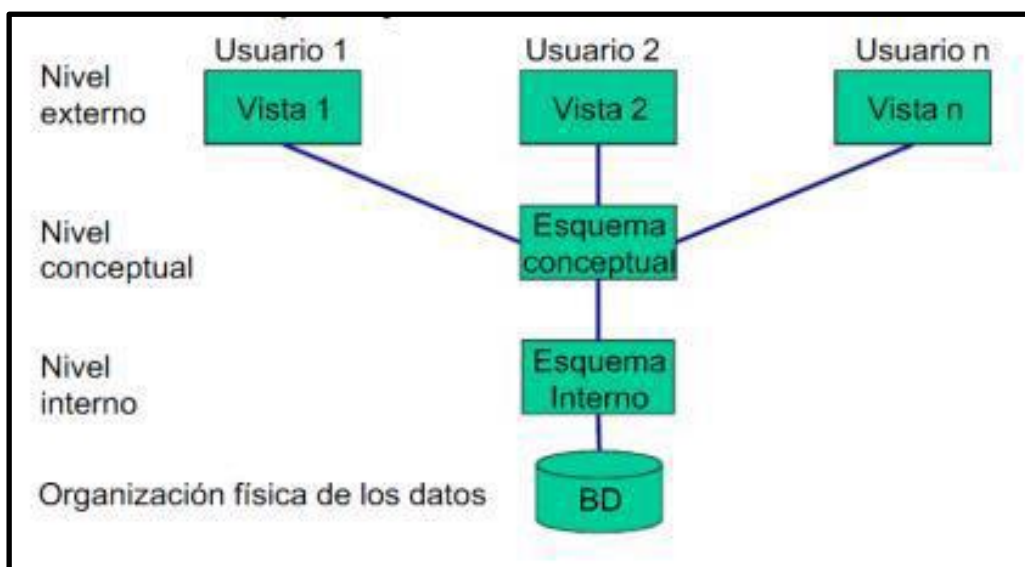 Usuario 1
Usuario 2
Usuario n
Nivel
externo
Vista 1
Vista 2
Vista n
Nivel
conceptual
Esquema
conceptual
Nivel
interno
Esquema
Interno
Organización física de los datos
BD